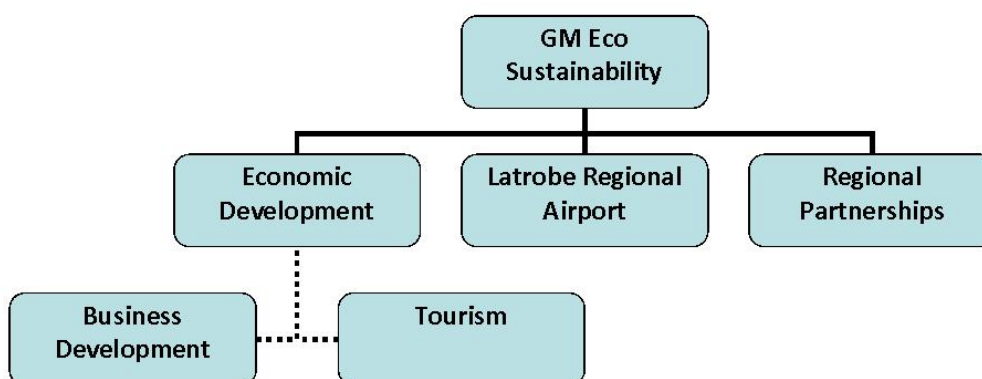 GM Eco
Sustainability
Economic
Development
Latrobe Regional
Airport
Regional
Partnerships
Business
Development
Tourism